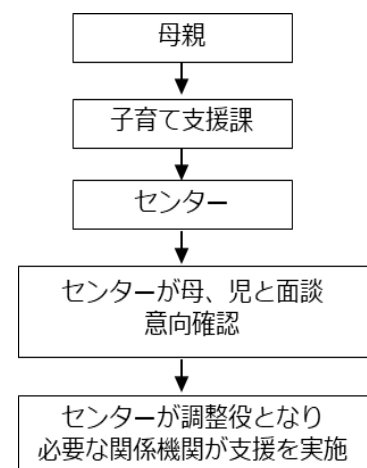 母親
子育て支援課
センター
センターが母、児と面談
意向確認
センターが調整役となり
必要な関係機関が支援を実施